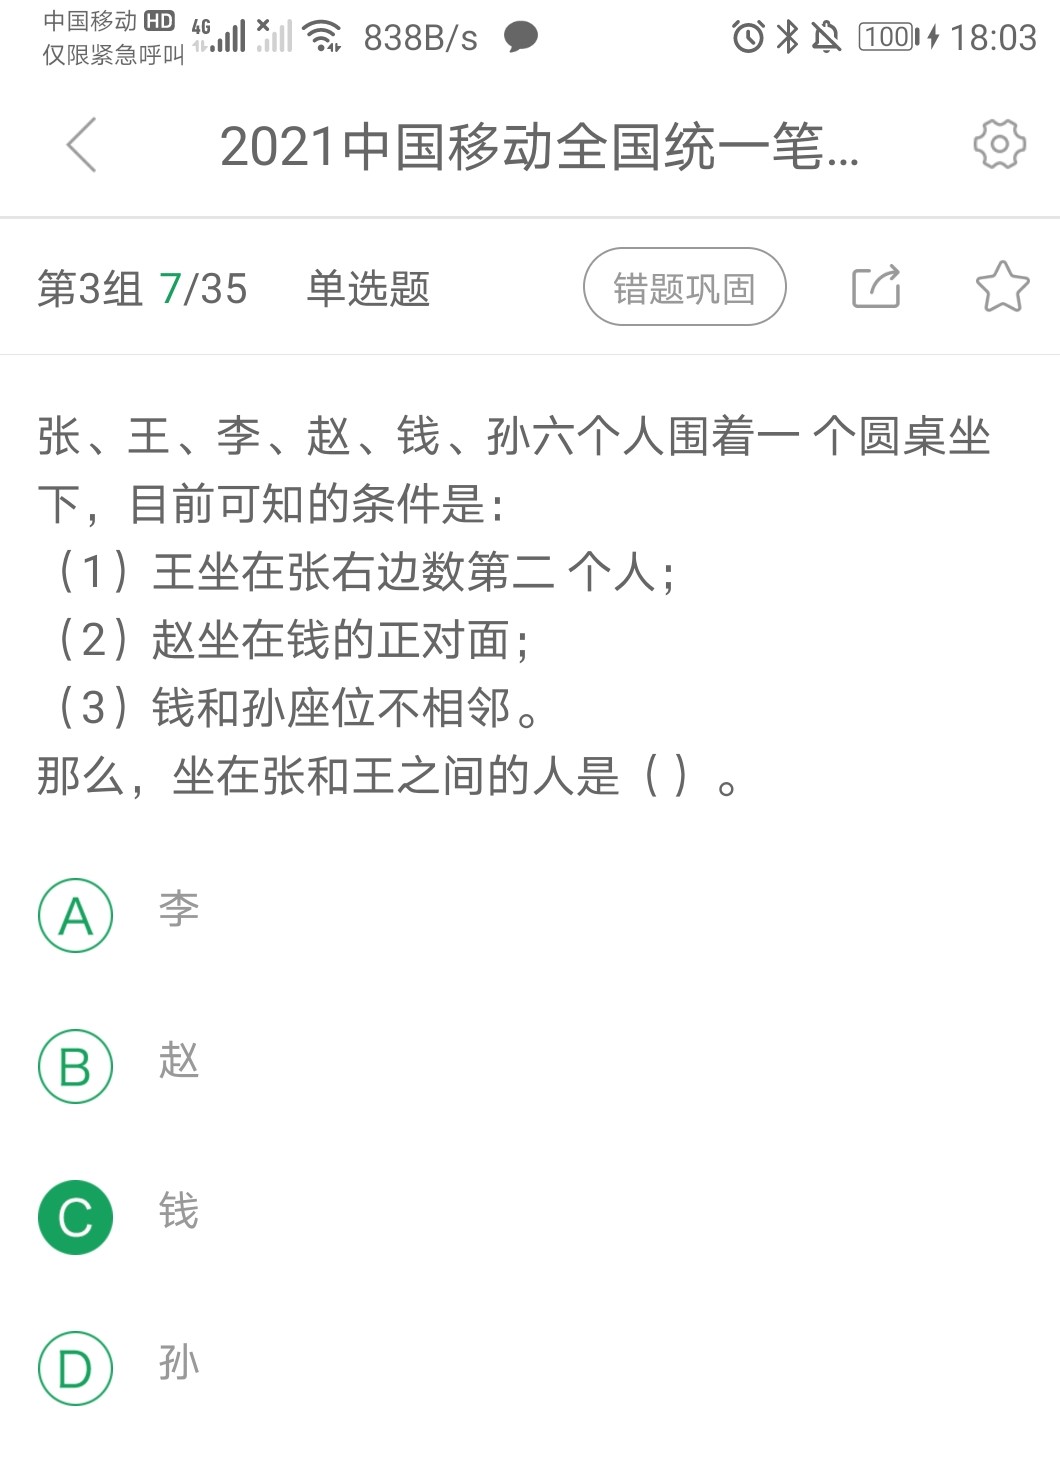 中国移动 HD 4G 838B/s 100 18:03
仅限紧急呼叫
2021中国移动全国统一笔...
第3组 7/35 单选题 错题巩固
张、王、李、赵、钱、孙六个人围着一 个圆桌坐
下，目前可知的条件是：
（1）王坐在张右边数第二 个人；
（2）赵坐在钱的正对面；
（3）钱和孙座位不相邻。
那么，坐在张和王之间的人是（ ）。
A 李
B 赵
C 钱
D 孙